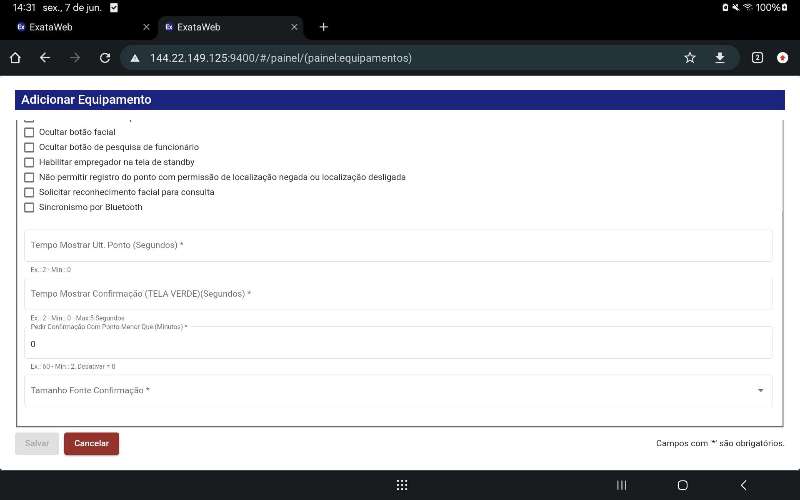 14:31 sex., 7 de jun.
100%
ExataWeb
ExataWeb
144.22.149.125:9400/#/painel/(painel:equipamentos)
2
Adicionar Equipamento
Ocultar botão facial
Ocultar botão de pesquisa de funcionário
Habilitar empregador na tela de standby
Não permitir registro do ponto com permissão de localização negada ou localização desligada
Solicitar reconhecimento facial para consulta
Sincronismo por Bluetooth
Tempo Mostrar Ult. Ponto (Segundos) *
Ex.: 2 - Min.: 0
Tempo Mostrar Confirmação (TELA VERDE)(Segundos) *
Ex.: 2 - Min.: 0 - Max 5 Segundos
Pedir Confirmação Com Ponto Menor Que (Minutos) *
0
Ex.: 60 - Min.: 2, Desativar = 0
Tamanho Fonte Confirmação *
Salvar
Cancelar
Campos com '*' são obrigatórios.